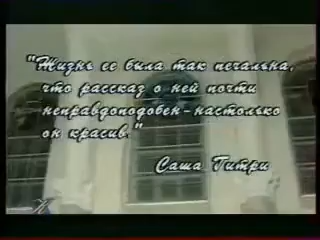 "Жизнь ее была так печальна,
что рассказ о ней почти
неправдоподобен-настолько
он красив."
Саша Гитри